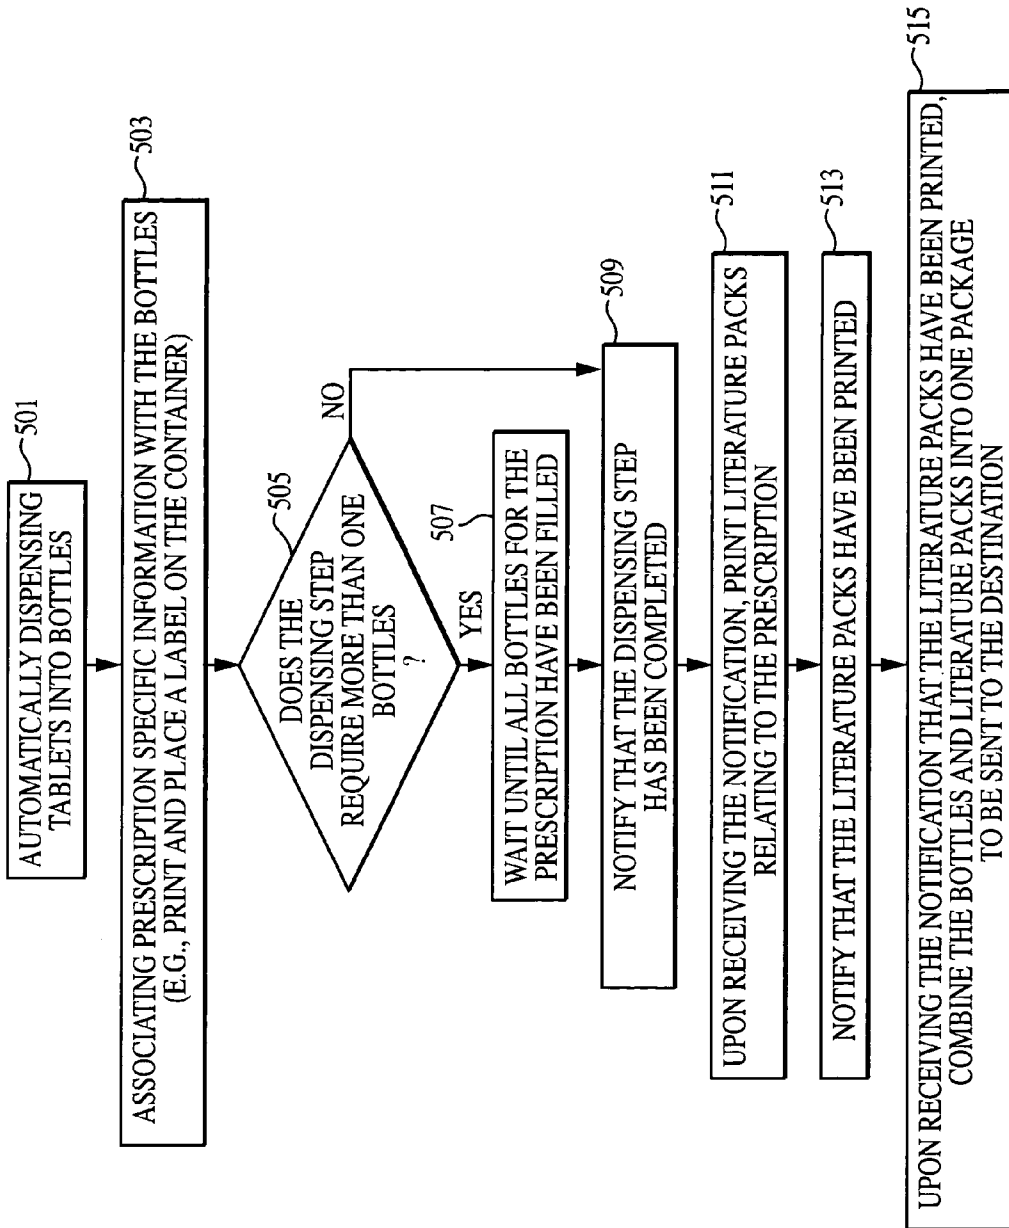 501
AUTOMATICALLY DISPENSING
TABLETS INTO BOTTLES
503
ASSOCIATING PRESCRIPTION SPECIFIC INFORMATION WITH THE BOTTLES
(E.G., PRINT AND PLACE A LABEL ON THE CONTAINER)
505
DOES THE
DISPENSING STEP
REQUIRE MORE THAN ONE
BOTTLES
?
NO
YES
507
WAIT UNTIL ALL BOTTLES FOR THE
PRESCRIPTION HAVE BEEN FILLED
509
NOTIFY THAT THE DISPENSING STEP
HAS BEEN COMPLETED
511
UPON RECEIVING THE NOTIFICATION, PRINT LITERATURE PACKS
RELATING TO THE PRESCRIPTION
513
NOTIFY THAT THE LITERATURE PACKS HAVE BEEN PRINTED
515
UPON RECEIVING THE NOTIFICATION THAT THE LITERATURE PACKS HAVE BEEN PRINTED,
COMBINE THE BOTTLES AND LITERATURE PACKS INTO ONE PACKAGE
TO BE SENT TO THE DESTINATION